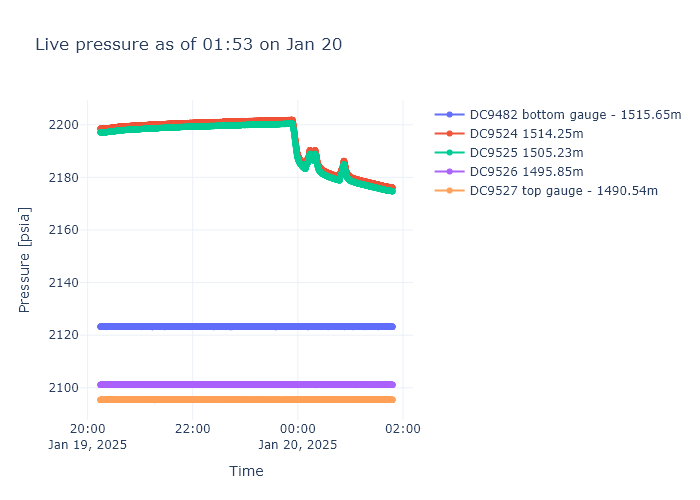 Live pressure as of 01:53 on Jan 20
DC9482 bottom gauge - 1515.65m
DC9524 1514.25m
DC9525 1505.23m
DC9526 1495.85m
DC9527 top gauge - 1490.54m
Pressure [psia]
2200
2180
2160
2140
2120
2100
20:00
Jan 19, 2025
22:00
00:00
Jan 20, 2025
02:00
Time